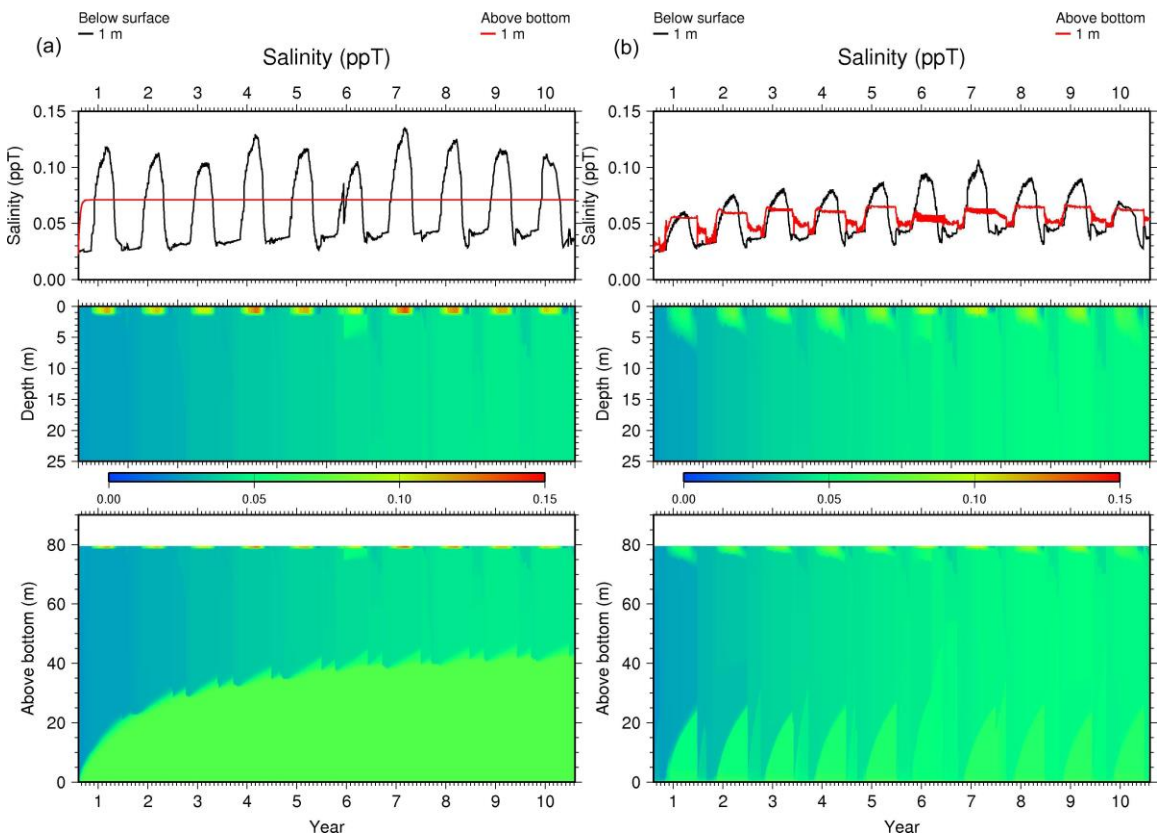 Below surface Above bottom
1 m 1 m
(a)
Salinity (ppT)
1 2 3 4 5 6 7 8 9 10
0.15
0.10
0.05
0.00
Salinity (ppT)
0
5
10
15
20
25
Depth (m)
0.00 0.05 0.10 0.15
80
60
40
20
0
Above bottom (m)
1 2 3 4 5 6 7 8 9 10
Year
Below surface Above bottom
1 m 1 m
(b)
Salinity (ppT)
1 2 3 4 5 6 7 8 9 10
0.15
0.10
0.05
0.00
Salinity (ppT)
0
5
10
15
20
25
Depth (m)
0.00 0.05 0.10 0.15
80
60
40
20
0
Above bottom (m)
1 2 3 4 5 6 7 8 9 10
Year